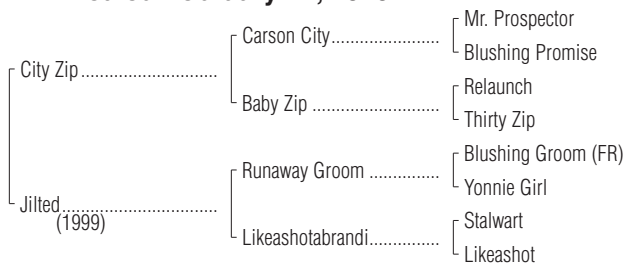 Mr. Prospector
Carson City
Blushing Promise
City Zip
Relaunch
Baby Zip
Thirty Zip
Blushing Groom (FR)
Runaway Groom
Yonnie Girl
Jilted
(1999)
Stalwart
Likeashotabrandi
Likeashot